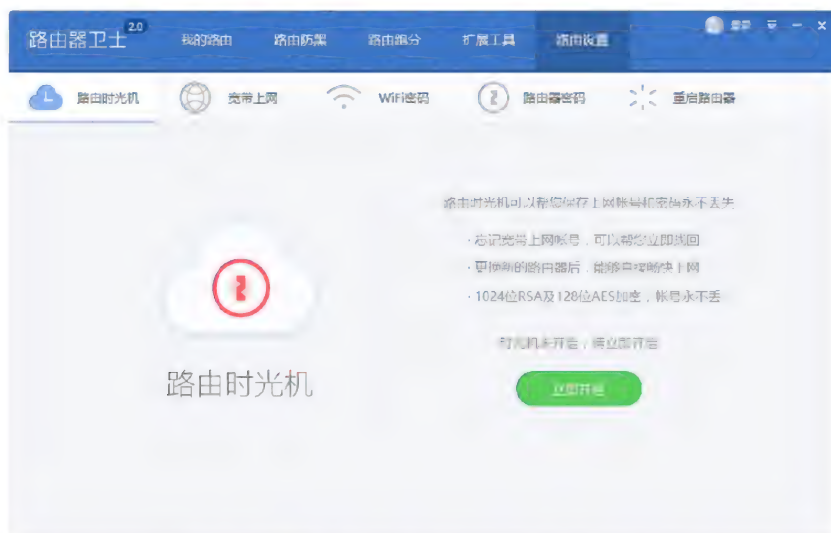 路由器卫士 2.0
我的路由 路由防黑 路由跑分 扩展工具 路由设置 登录
路由时光机 宽带上网 WiFi密码 路由器密码 重启路由器
路由时光机可以帮您保存上网帐号和密码永不丢失
·忘记宽带上网帐号，可以帮您立即找回
·更换新的路由器后，能够直接畅快上网
·1024位RSA及128位AES加密，帐号永不丢
时光机未开启，请立即开启
路由时光机
立即开启